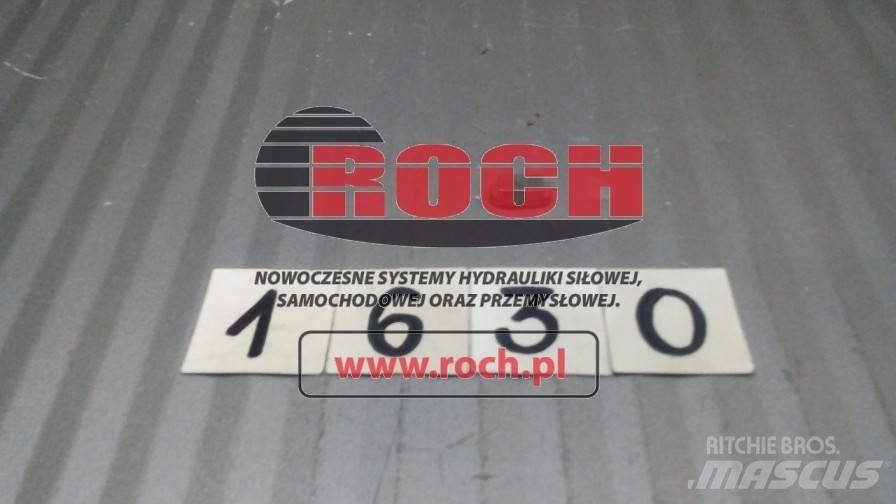 ROCH
NOWOCZESNE SYSTEMY HYDRAULIKI SIŁOWEJ,
SAMOCHODOWEJ ORAZ PRZEMYSŁOWEJ.
1 6 3 0
www.roch.pl
RITCHIE BROS.
MASCUS